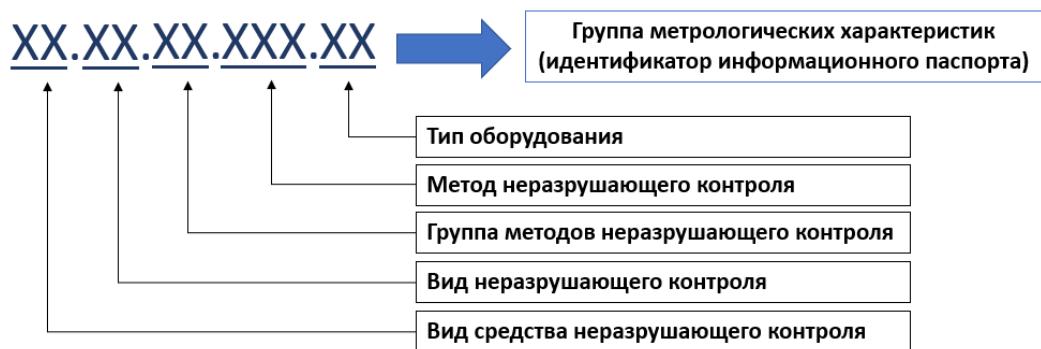 XX.XX.XX.XXX.XX
Группа метрологических характеристик
(идентификатор информационного паспорта)
Тип оборудования
Метод неразрушающего контроля
Группа методов неразрушающего контроля
Вид неразрушающего контроля
Вид средства неразрушающего контроля